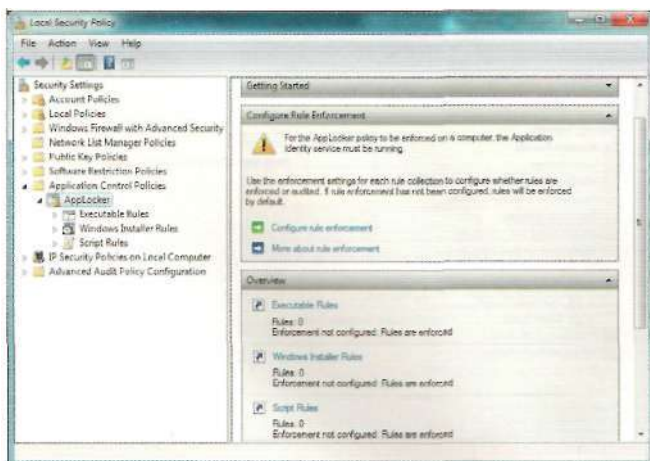 Local Security Policy
File Action View Help
Security Settings
Account Policies
Local Policies
Windows Firewall with Advanced Security
Network List Manager Policies
Public Key Policies
Software Restriction Policies
Application Control Policies
AppLocker
Executable Rules
Windows Installer Rules
Script Rules
IP Security Policies on Local Computer
Advanced Audit Policy Configuration
Getting Started
Configure Rule Enforcement
For the AppLocker policy to be enforced on a computer, the Application
Identity service must be running.
Use the enforcement settings for each rule collection to configure whether rules are
enforced or audited. If rule enforcement has not been configured, rules will be enforced
by default.
Configure rule enforcement
More about rule enforcement
Overview
Executable Rules
Rules: 0
Enforcement not configured: Rules are enforced
Windows Installer Rules
Rules: 0
Enforcement not configured: Rules are enforced
Script Rules
Rules: 0
Enforcement not configured: Rules are enforced